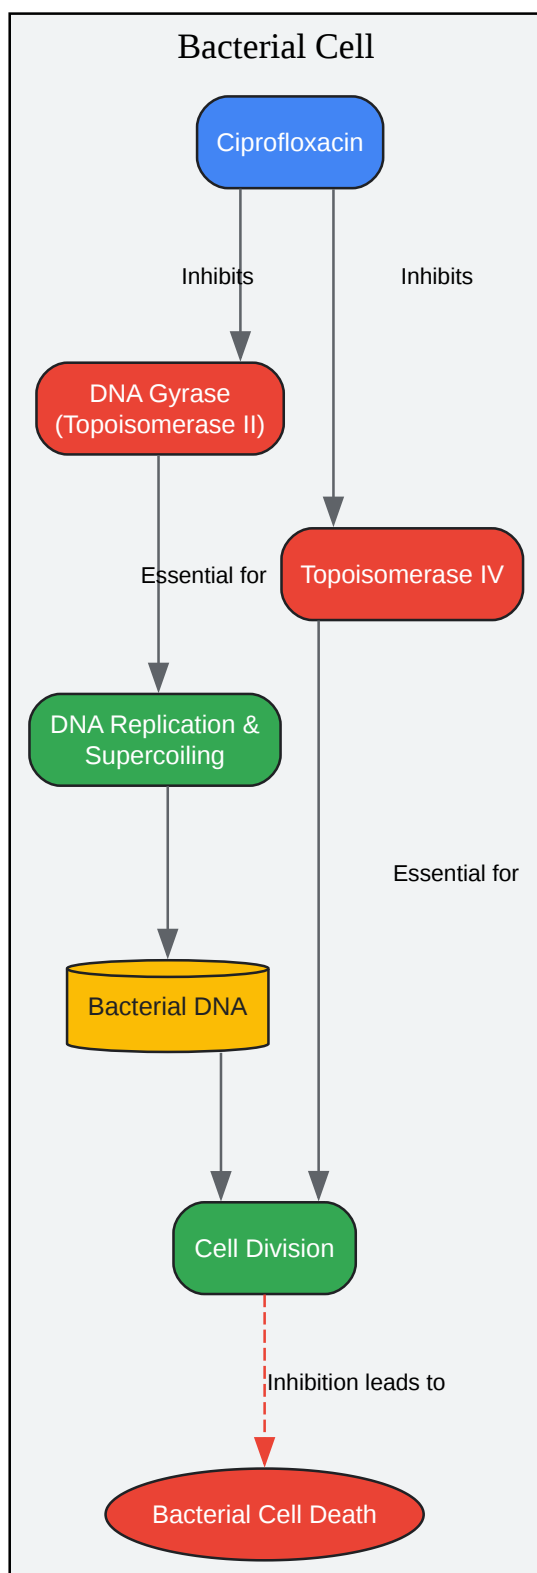 Bacterial Cell
Ciprofloxacin
Inhibits
Inhibits
DNA Gyrase
(Topoisomerase II)
Essential for
Topoisomerase IV
DNA Replication &
Supercoiling
Essential for
Bacterial DNA
Cell Division
Inhibition leads to
Bacterial Cell Death